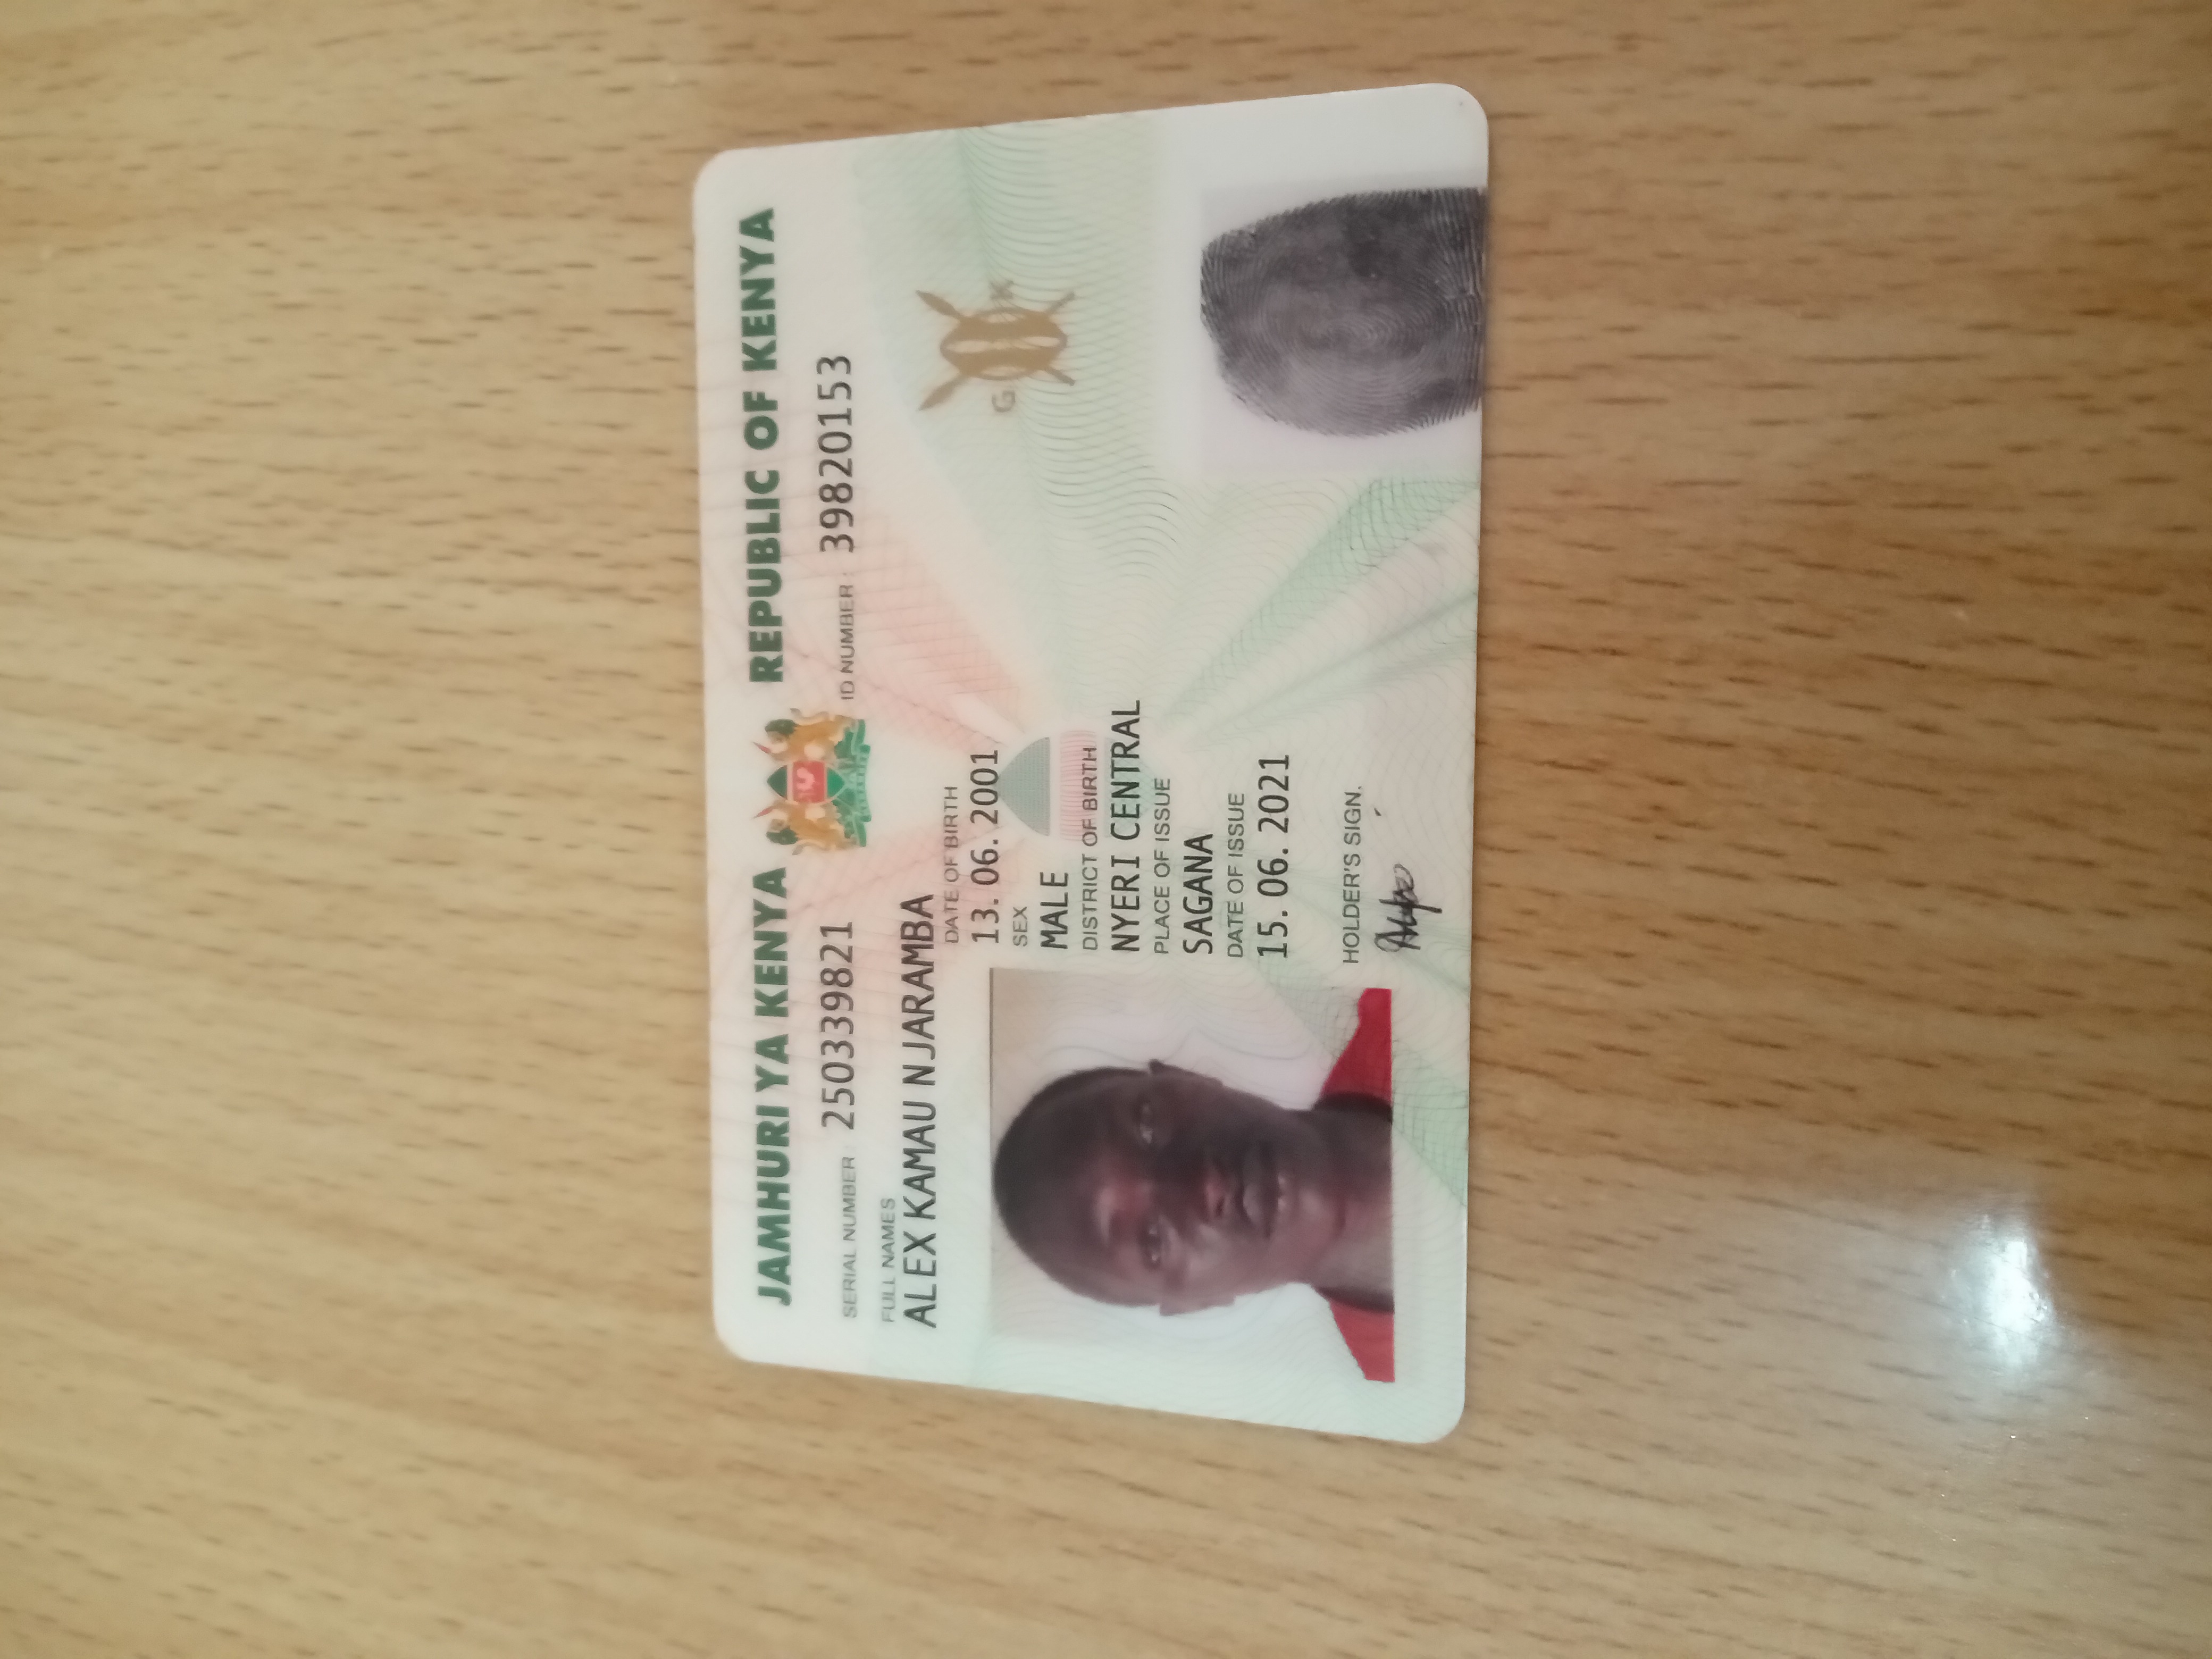 JAMHURI YA KENYA REPUBLIC OF KENYA
SERIAL NUMBER : 250339821 ID NUMBER : 39820153
FULL NAMES
ALEX KAMAU NJARAMBA
DATE OF BIRTH
13. 06. 2001
SEX
MALE
DISTRICT OF BIRTH
NYERI CENTRAL
PLACE OF ISSUE
SAGANA
DATE OF ISSUE
15. 06. 2021
HOLDER'S SIGN.
G K